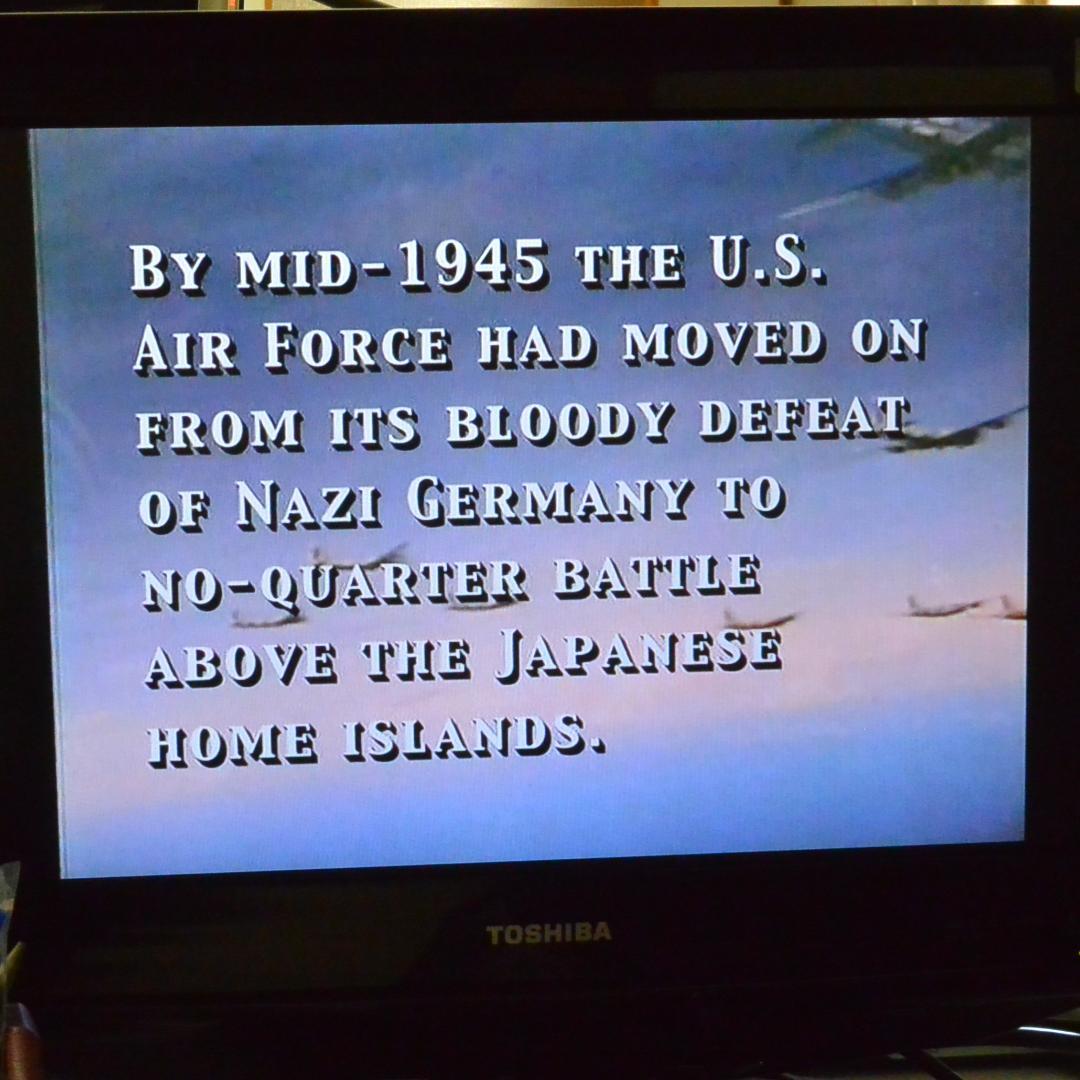 By mid-1945 the U.S.
Air Force had moved on
from its bloody defeat
of Nazi Germany to
no-quarter battle
above the Japanese
home islands.
TOSHIBA